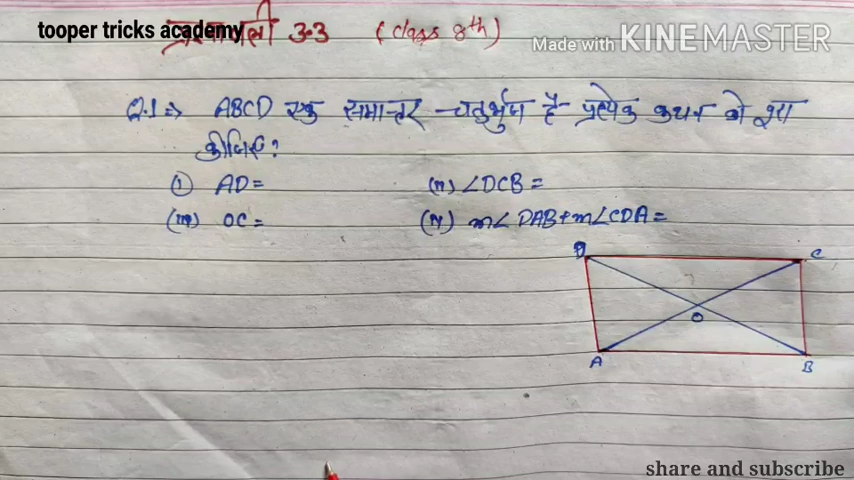 tooper tricks academy
प्रश्नावली 3.3 (class 8th)
Made with KINEMASTER
Q.1⇒ ABCD एक समान्तर -चतुर्भुज है- प्रत्येक कथन को पूरा
कीजिए?
(i) AD= (ii) ∠DCB=
(iii) OC= (iv) m∠DAB+m∠CDA=
D C
O
A B
share and subscribe